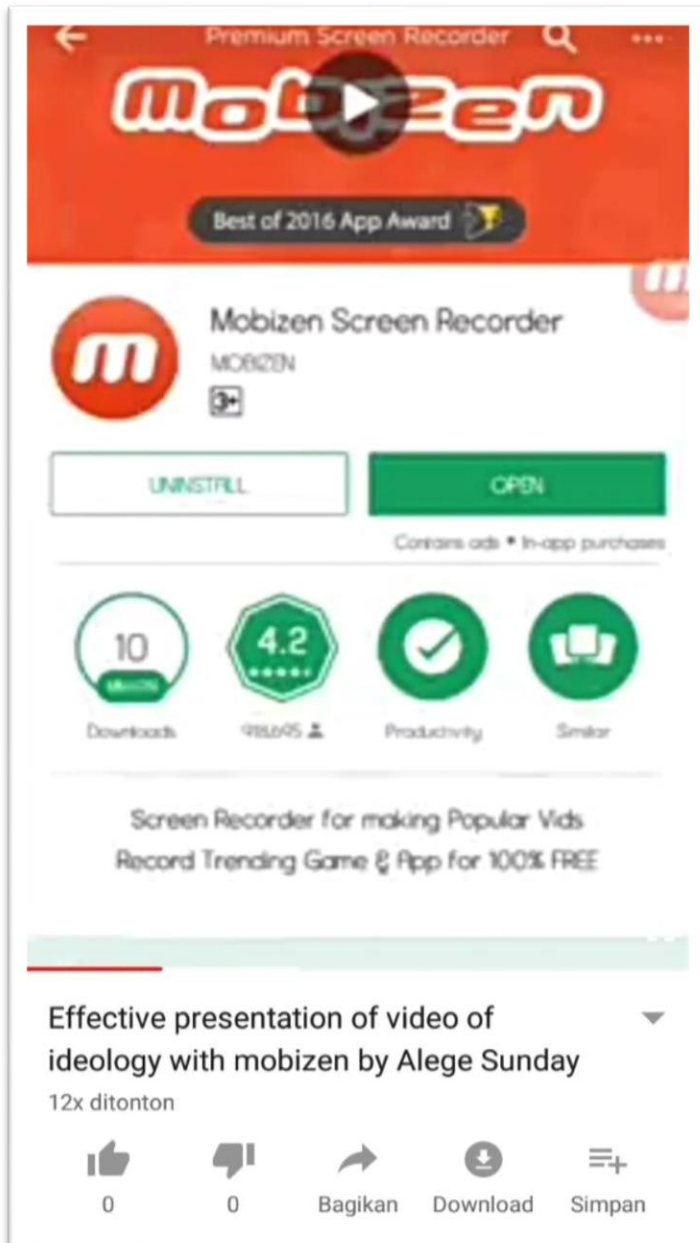 Premium Screen Recorder
mobizen
Best of 2016 App Award
m
Mobizen Screen Recorder
MOBIZEN
3+
UNINSTALL
OPEN
Contains ads • In-app purchases
10
MILLION
4.2
Downloads
Productivity
Similar
Screen Recorder for making Popular Vids
Record Trending Game & App for 100% FREE
Effective presentation of video of
ideology with mobizen by Alege Sunday
12x ditonton
0
0
Bagikan
Download
Simpan